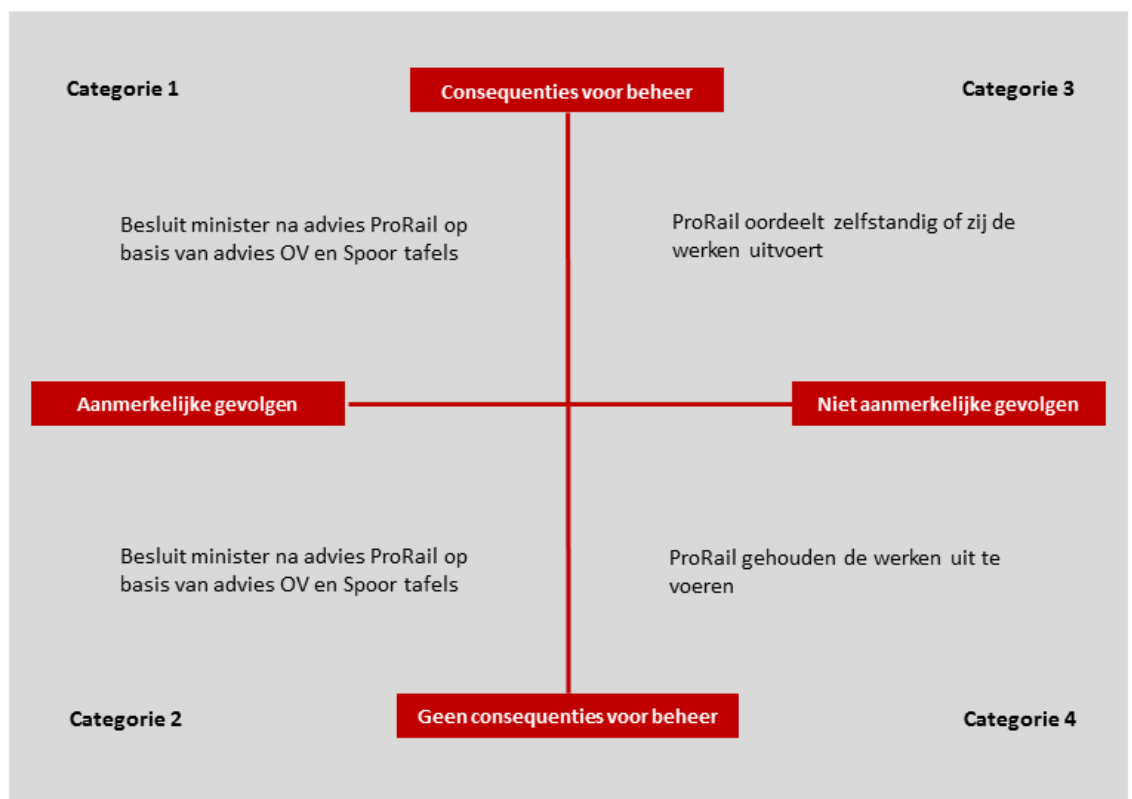 Categorie 1
Consequenties voor beheer
Categorie 3
Besluit minister na advies ProRail op
basis van advies OV en Spoor tafels
ProRail oordeelt zelfstandig of zij de
werken uitvoert
Aanmerkelijke gevolgen
Niet aanmerkelijke gevolgen
Besluit minister na advies ProRail op
basis van advies OV en Spoor tafels
ProRail gehouden de werken uit te
voeren
Categorie 2
Geen consequenties voor beheer
Categorie 4